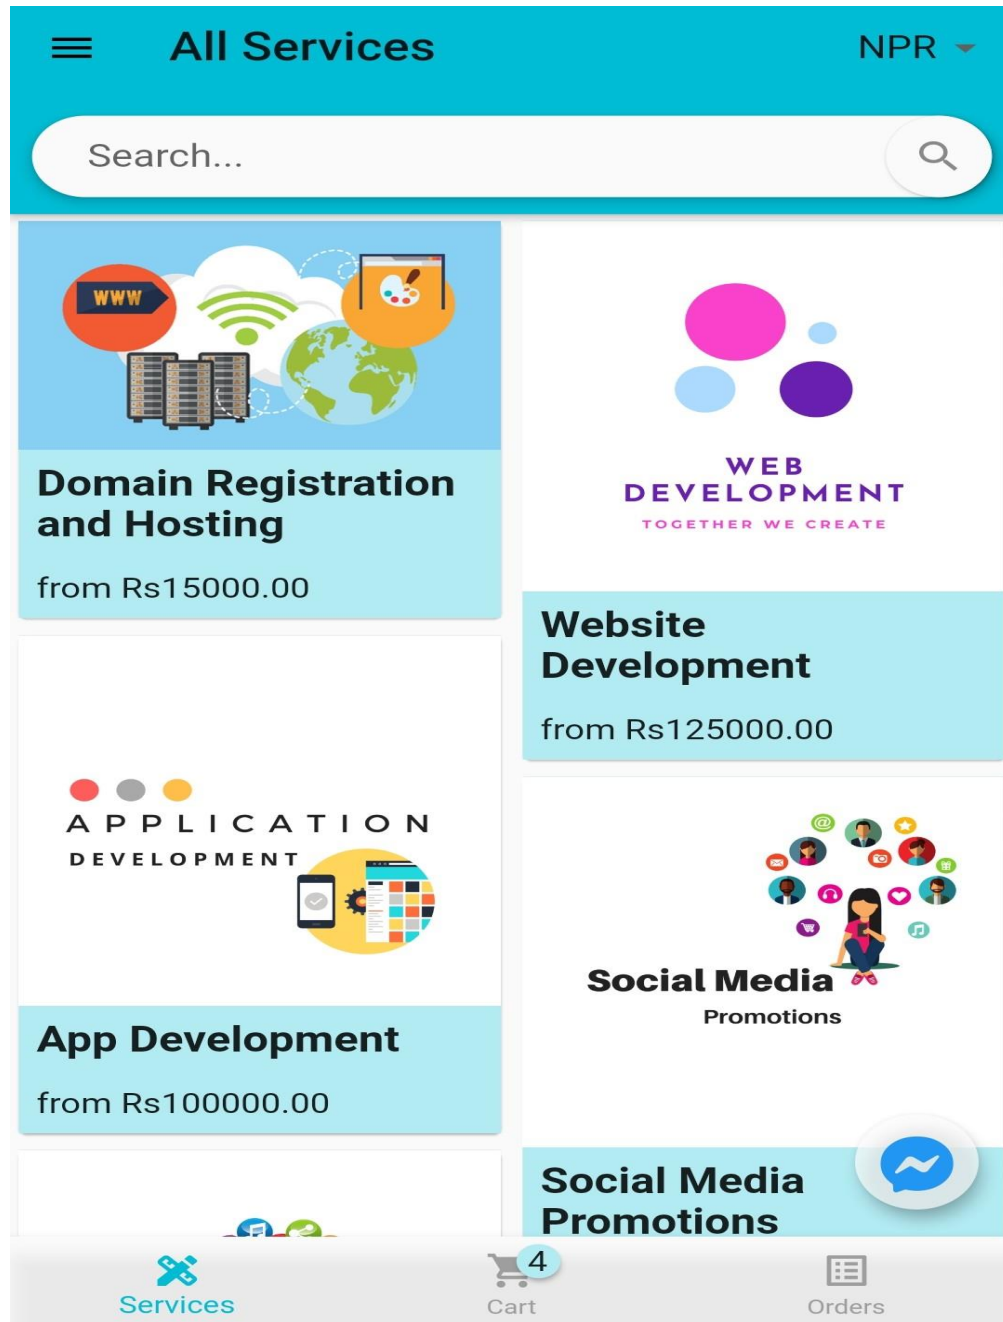 All Services
NPR
Search...
WWW
Domain Registration
and Hosting
from Rs15000.00
WEB
DEVELOPMENT
TOGETHER WE CREATE
Website
Development
from Rs125000.00
APPLICATION
DEVELOPMENT
App Development
from Rs100000.00
Social Media
Promotions
Social Media
Promotions
Services
4
Cart
Orders